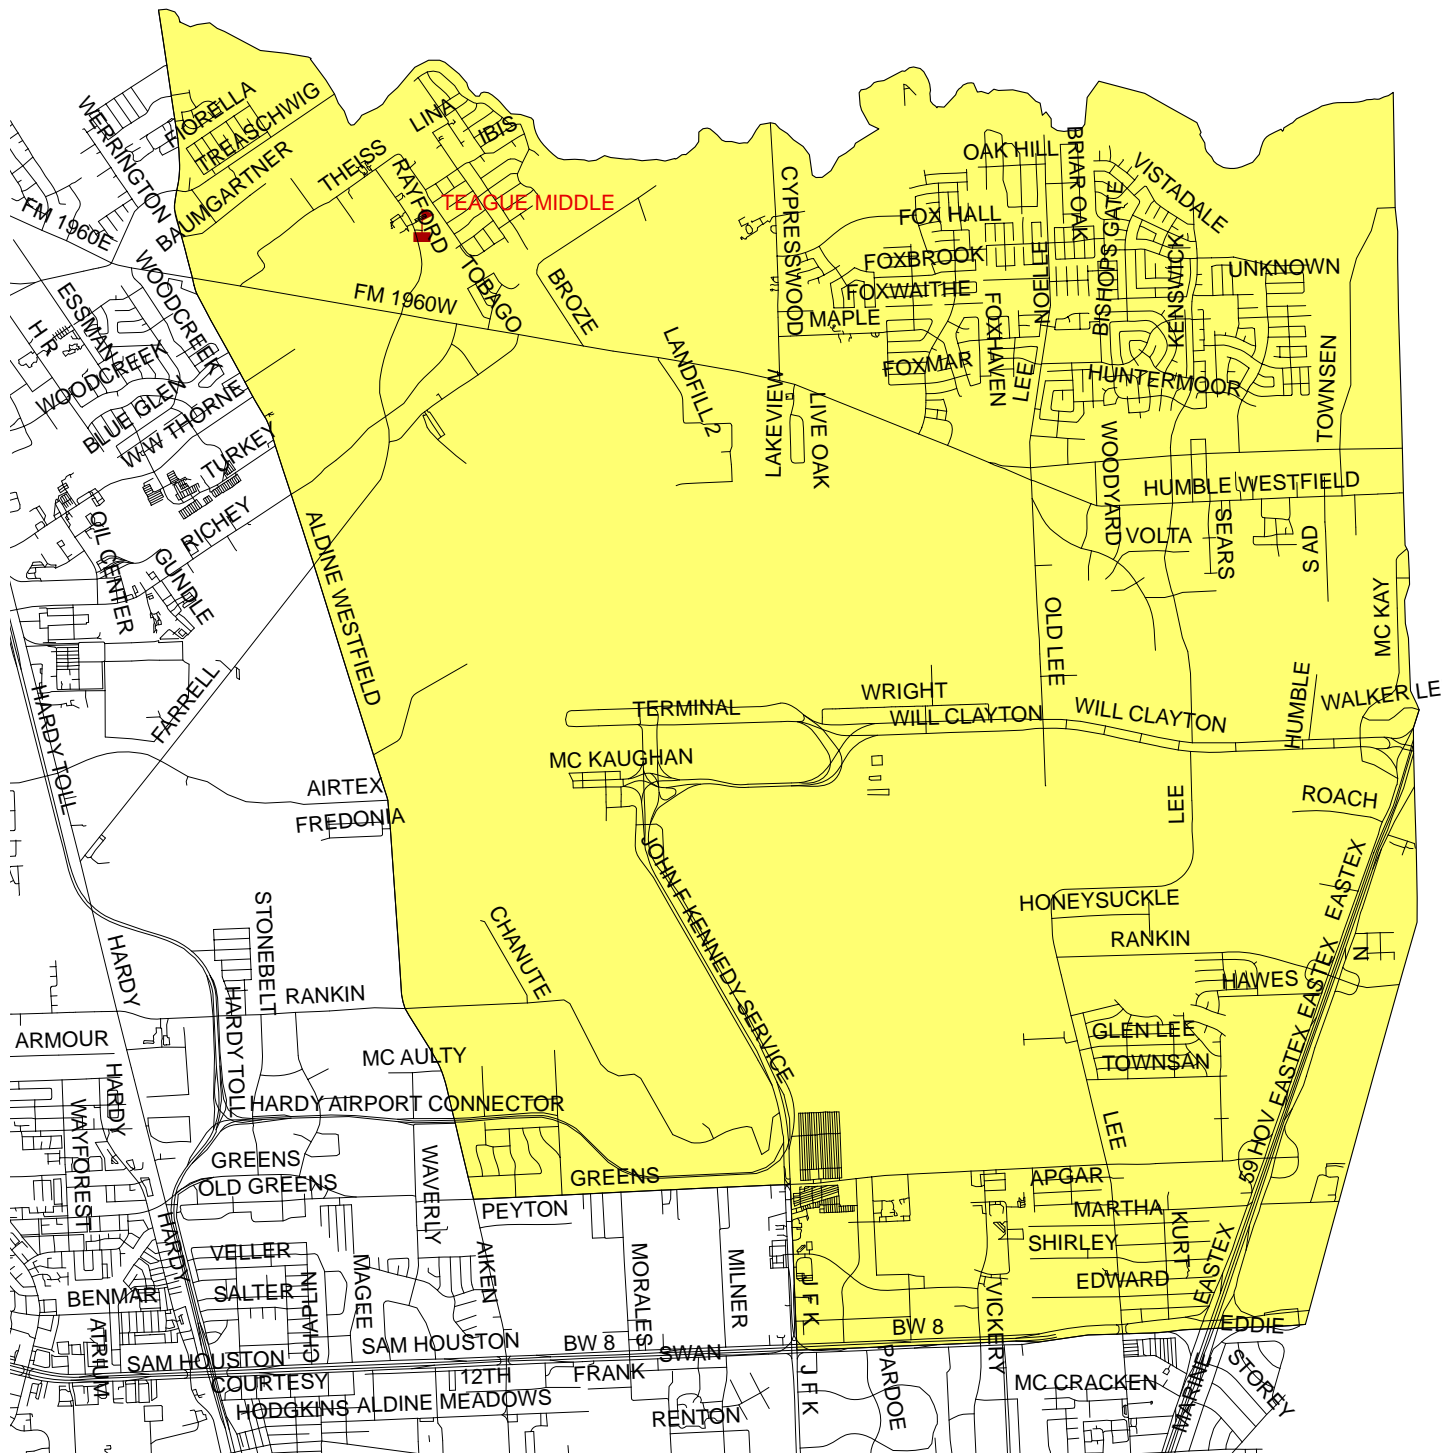 WERRINGTON
FIORELLA
TREASCHWIG
BAUMGARTNER
THEISS
LINA
IBIS
RAYFORD
TEAGUE MIDDLE
FM 1960E
WOODCREEK
TOBAGO
BROZE
FM 1960W
CYPRESSWOOD
OAK HILL
BRIAR OAK
VISTADALE
BISHOPS GATE
FOX HALL
FOXBROOK
FOXWAITHE
MAPLE
NOELLE
KENSWICK
UNKNOWN
ESSMAN
H R
WOODCREEK
BLUE GLEN
W W THORNE
TURKEY
RICHEY
LANDFILL 2
LAKEVIEW
LIVE OAK
FOXMAR
FOXHAVEN
LEE
HUNTERMOOR
TOWNSEN
WOODYARD
HUMBLE WESTFIELD
VOLTA
SEARS
S AD
OIL CENTER
GUNDLE
ALDINE WESTFIELD
OLD LEE
MC KAY
HARDY TOLL
FARRELL
TERMINAL
WRIGHT
WILL CLAYTON
WILL CLAYTON
HUMBLE
WALKER LE
MC KAUGHAN
AIRTEX
FREDONIA
LEE
ROACH
JOHN F KENNEDY SERVICE
EASTEX
STONEBELT
CHANUTE
HONEYSUCKLE
RANKIN
HARDY
HARDY TOLL
RANKIN
HAWES
EASTEX
N
ARMOUR
MC AULTY
GLEN LEE
TOWNSAN
EASTEX
HARDY
HARDY AIRPORT CONNECTOR
LEE
EASTEX
59 HOV
WAYFOREST
GREENS
OLD GREENS
WAVERLY
GREENS
APGAR
PEYTON
MARTHA
KURT
HARDY
VELLER
SALTER
CHAPLIN
MAGEE
AIKEN
MORALES
MILNER
J F K
VICKERY
SHIRLEY
EDWARD
EASTEX
BENMAR
ATRIUM
SAM HOUSTON
SAM HOUSTON
BW 8
SWAN
BW 8
EDDIE
COURTESY
12TH
FRANK
J F K
PARDOE
MC CRACKEN
MARINE
STOREY
HODGKINS
ALDINE MEADOWS
RENTON